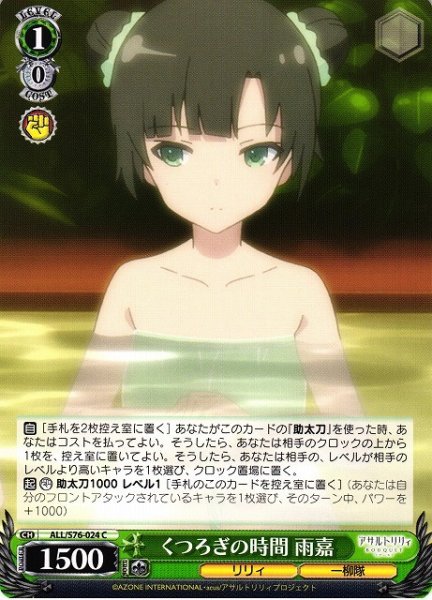 LEVEL
1
0
COST
自 [手札を2枚控え室に置く] あなたがこのカードの『助太刀』を使った時、あ
なたはコストを払ってよい。そうしたら、あなたは相手のクロックの上から
1枚を、控え室に置いてよい。そうしたら、あなたは相手の、レベルが相手の
レベルより高いキャラを1枚選び、クロック置場に置く。
起 助太刀1000 レベル1 [手札のこのカードを控え室に置く] (あなたは自
分のフロントアタックされているキャラを1枚選び、そのターン中、パワーを
+1000)
CH ALL/S76-024 C
1500
くつろぎの時間 雨嘉
アサルトリリィ
BOUQUET
リリィ 一柳隊
©AZONE INTERNATIONAL・acus/アサルトリリィプロジェクト